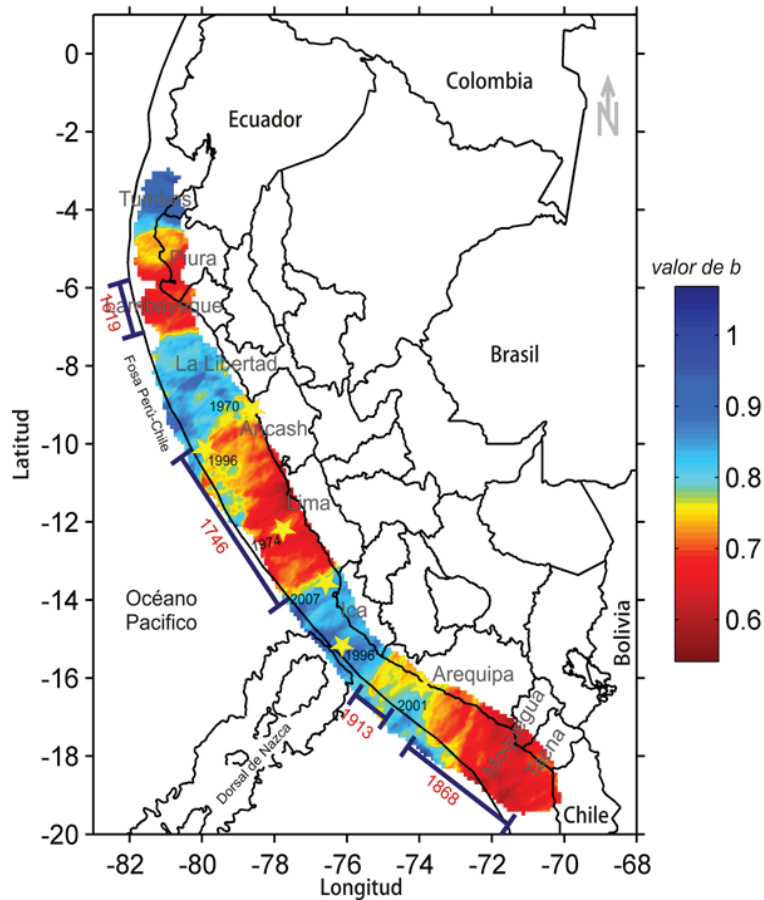 0
-2
-4
-6
-8
-10
-12
-14
-16
-18
-20
Latitud
-82
-80
-78
-76
-74
-72
-70
-68
Longitud
Colombia
Ecuador
N
Tumbes
Piura
Lambayeque
1619
La Libertad
Fosa Perú-Chile
1970
Ancash
1996
Lima
1746
1974
2007
Ica
Océano
Pacifico
1996
Brasil
Bolivia
Arequipa
2001
1913
Moquegua
Tacna
Dorsal de Nazca
1868
Chile
valor de b
1
0.9
0.8
0.7
0.6